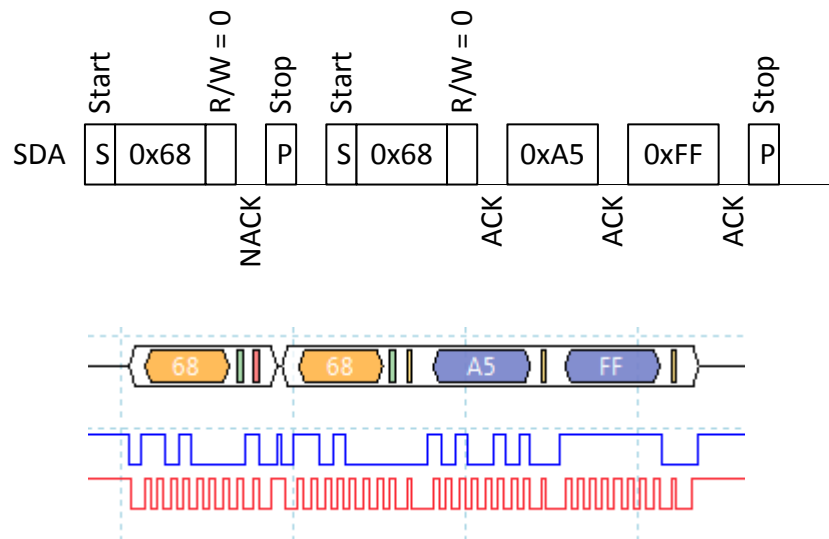 Start R/W = 0 Stop Start R/W = 0 Stop
SDA S 0x68 P S 0x68 0xA5 0xFF P
NACK ACK ACK ACK
68 68 A5 FF